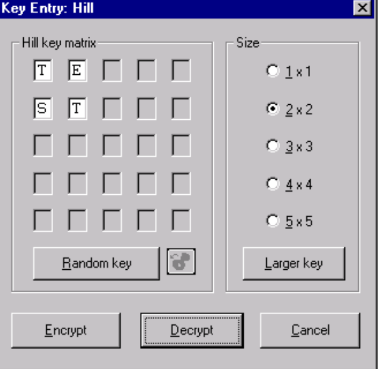 Key Entry: Hill
Hill key matrix
T E
S T
Random key
Size
1 x 1
2 x 2
3 x 3
4 x 4
5 x 5
Larger key
Encrypt
Decrypt
Cancel